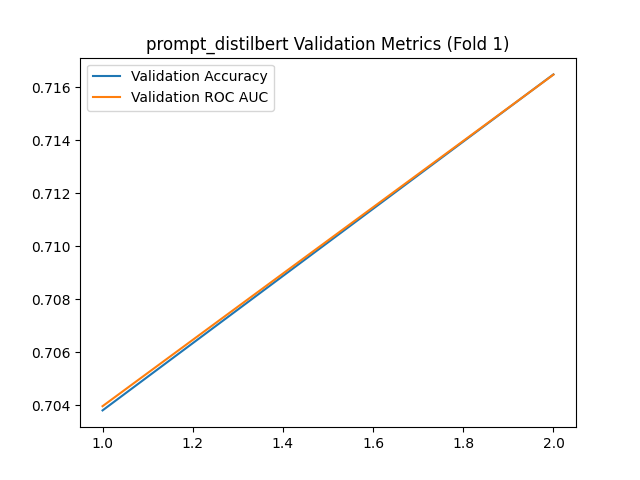 prompt_distilbert Validation Metrics (Fold 1)
Validation Accuracy
Validation ROC AUC
0.716
0.714
0.712
0.710
0.708
0.706
0.704
1.0 1.2 1.4 1.6 1.8 2.0